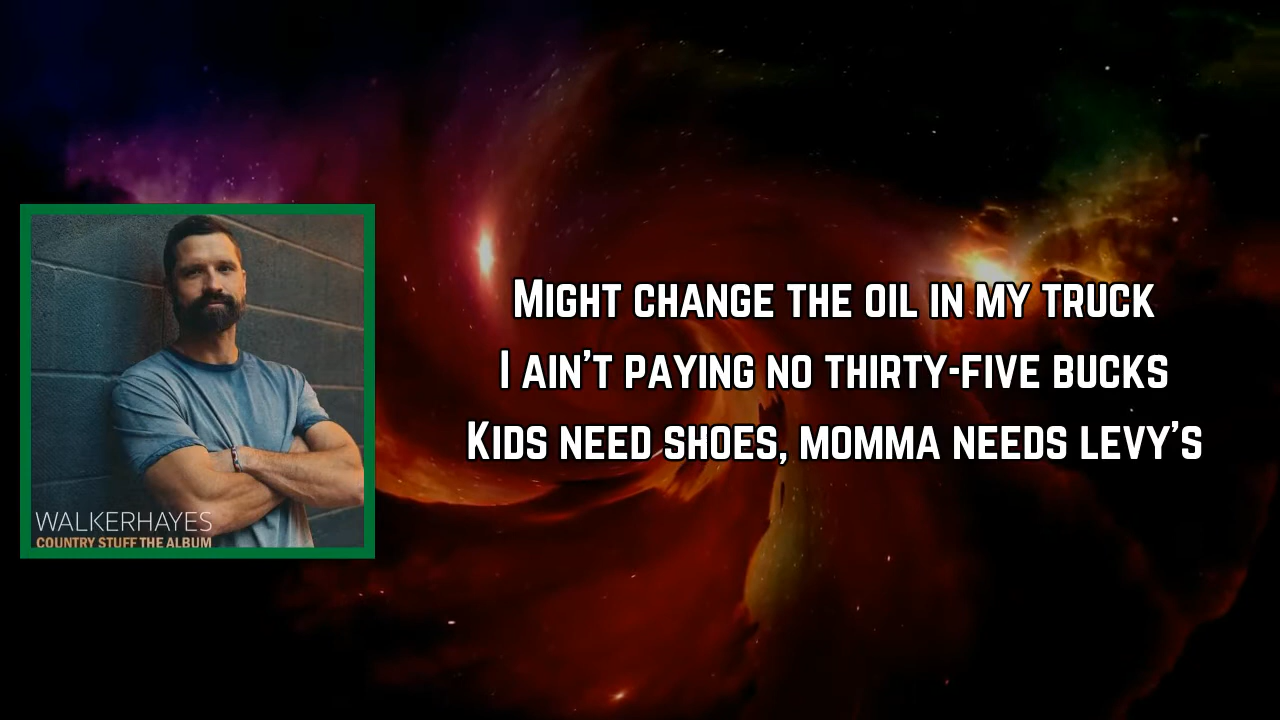 Might change the oil in my truck
I ain't paying no thirty-five bucks
Kids need shoes, momma needs levy's
WALKERHAYES
COUNTRY STUFF THE ALBUM